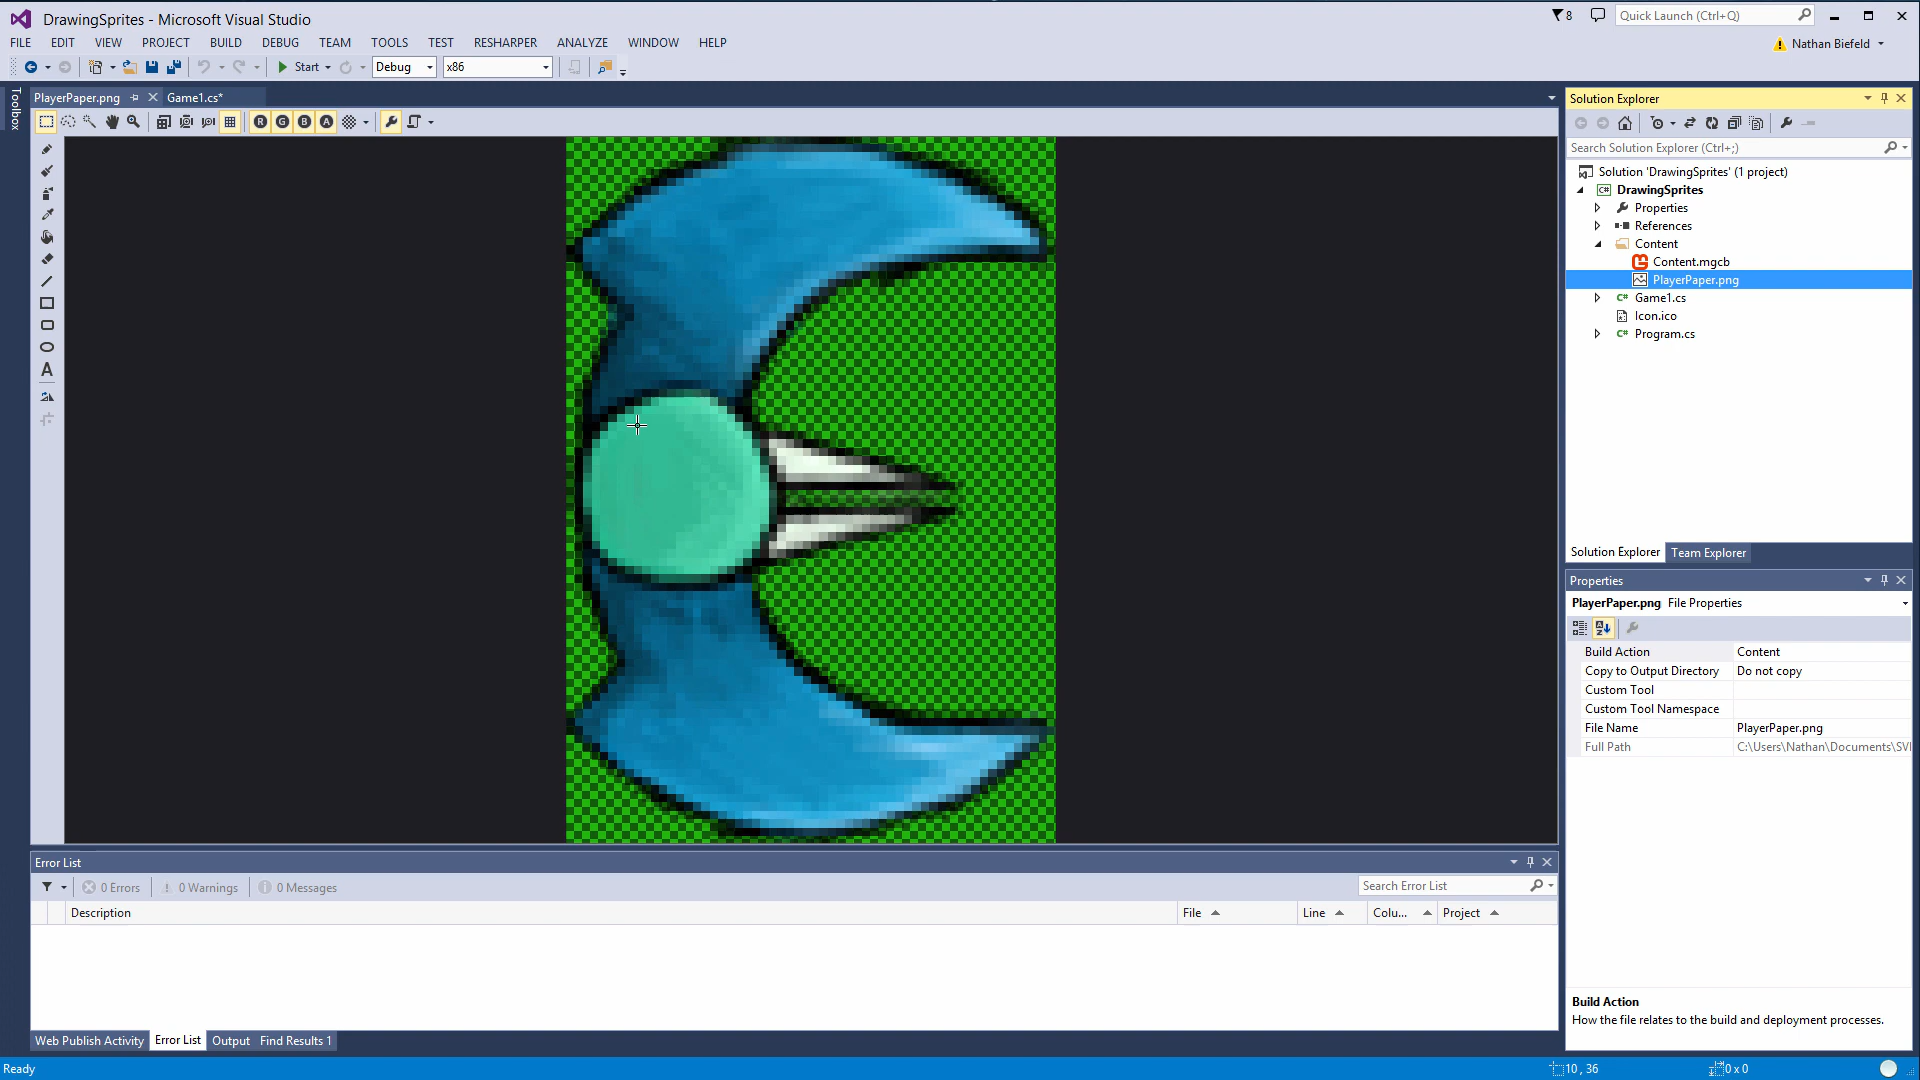 DrawingSprites - Microsoft Visual Studio
8
Quick Launch (Ctrl+Q)
FILE EDIT VIEW PROJECT BUILD DEBUG TEAM TOOLS TEST RESHARPER ANALYZE WINDOW HELP
Nathan Biefeld
Start Debug x86
Toolbox
PlayerPaper.png Game1.cs*
R G B A
A
Solution Explorer
Search Solution Explorer (Ctrl+;)
Solution 'DrawingSprites' (1 project)
C# DrawingSprites
Properties
References
Content
Content.mgcb
PlayerPaper.png
C# Game1.cs
Icon.ico
C# Program.cs
Solution Explorer Team Explorer
Properties
PlayerPaper.png File Properties
Build Action Content
Copy to Output Directory Do not copy
Custom Tool
Custom Tool Namespace
File Name PlayerPaper.png
Full Path C:\Users\Nathan\Documents\SVI
Build Action
How the file relates to the build and deployment processes.
Error List
0 Errors 0 Warnings 0 Messages
Search Error List
Description File Line Colu... Project
Web Publish Activity Error List Output Find Results 1
Ready 10 , 36 0 x 0